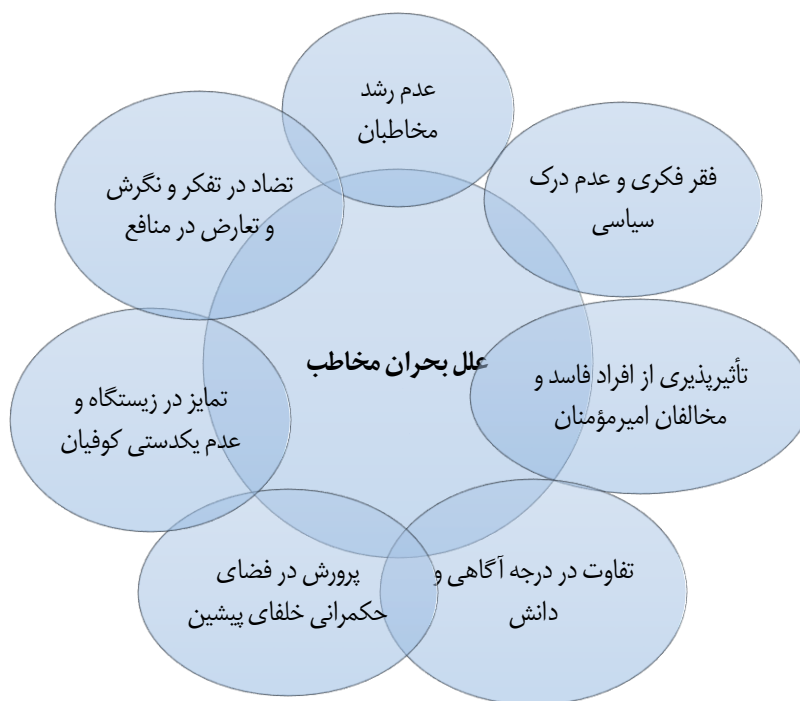 عدم رشد
مخاطبان
فقر فکری و عدم درک
سیاسی
تأثیرپذیری از افراد فاسد و
مخالفان امیرمؤمنان
تفاوت در درجه آگاهی و
دانش
پرورش در فضای
حکمرانی خلفای پیشین
تمایز در زیستگاه و
عدم یکدستی کوفیان
تضاد در تفکر و نگرش
و تعارض در منافع
علل بحران مخاطب